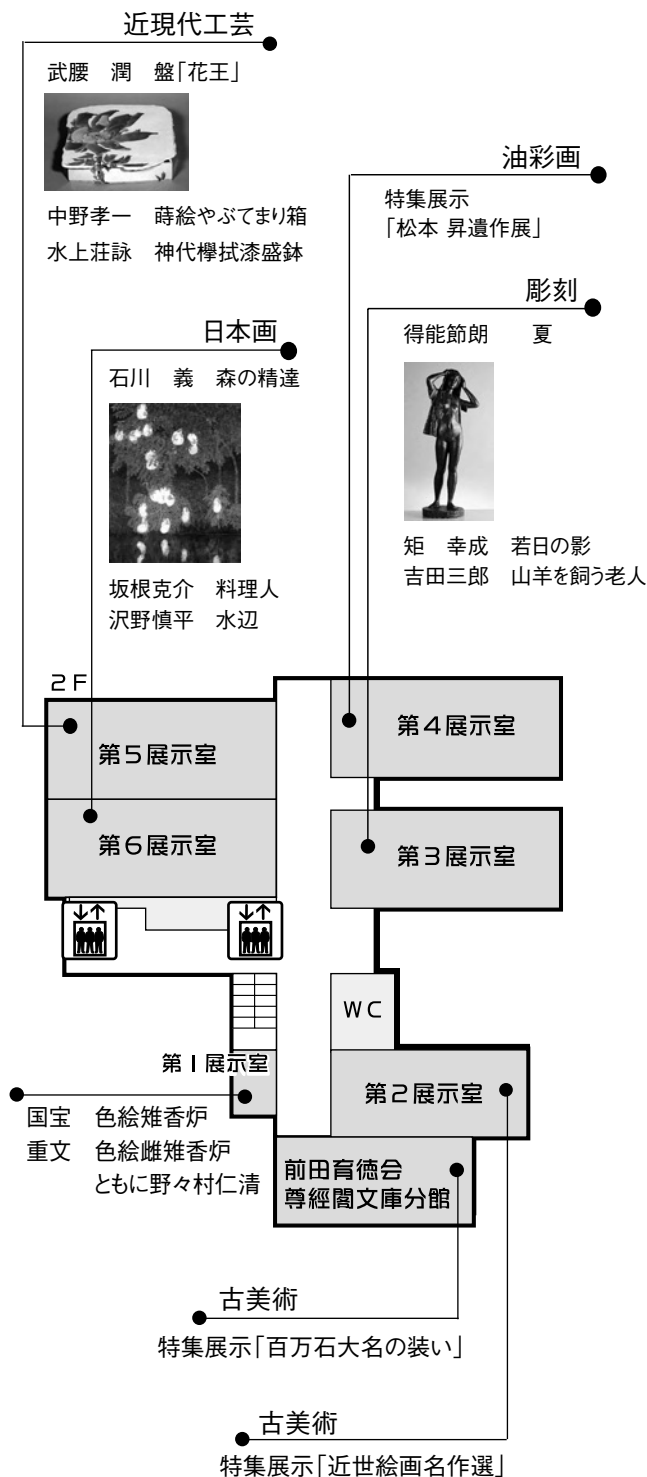 近現代工芸
武腰　潤　盤「花王」
中野孝一　蒔絵やぶてまり箱
水上荘詠　神代欅拭漆盛鉢
油彩画
特集展示
「松本 昇遺作展」
彫刻
得能節朗　夏
矩　幸成　若日の影
吉田三郎　山羊を飼う老人
日本画
石川　義　森の精達
坂根克介　料理人
沢野慎平　水辺
２Ｆ
第５展示室
第４展示室
第６展示室
第３展示室
ＷＣ
第１展示室
第２展示室
国宝　色絵雉香炉
重文　色絵雌雉香炉
ともに野々村仁清
前田育徳会
尊經閣文庫分館
古美術
特集展示「百万石大名の装い」
古美術
特集展示「近世絵画名作選」